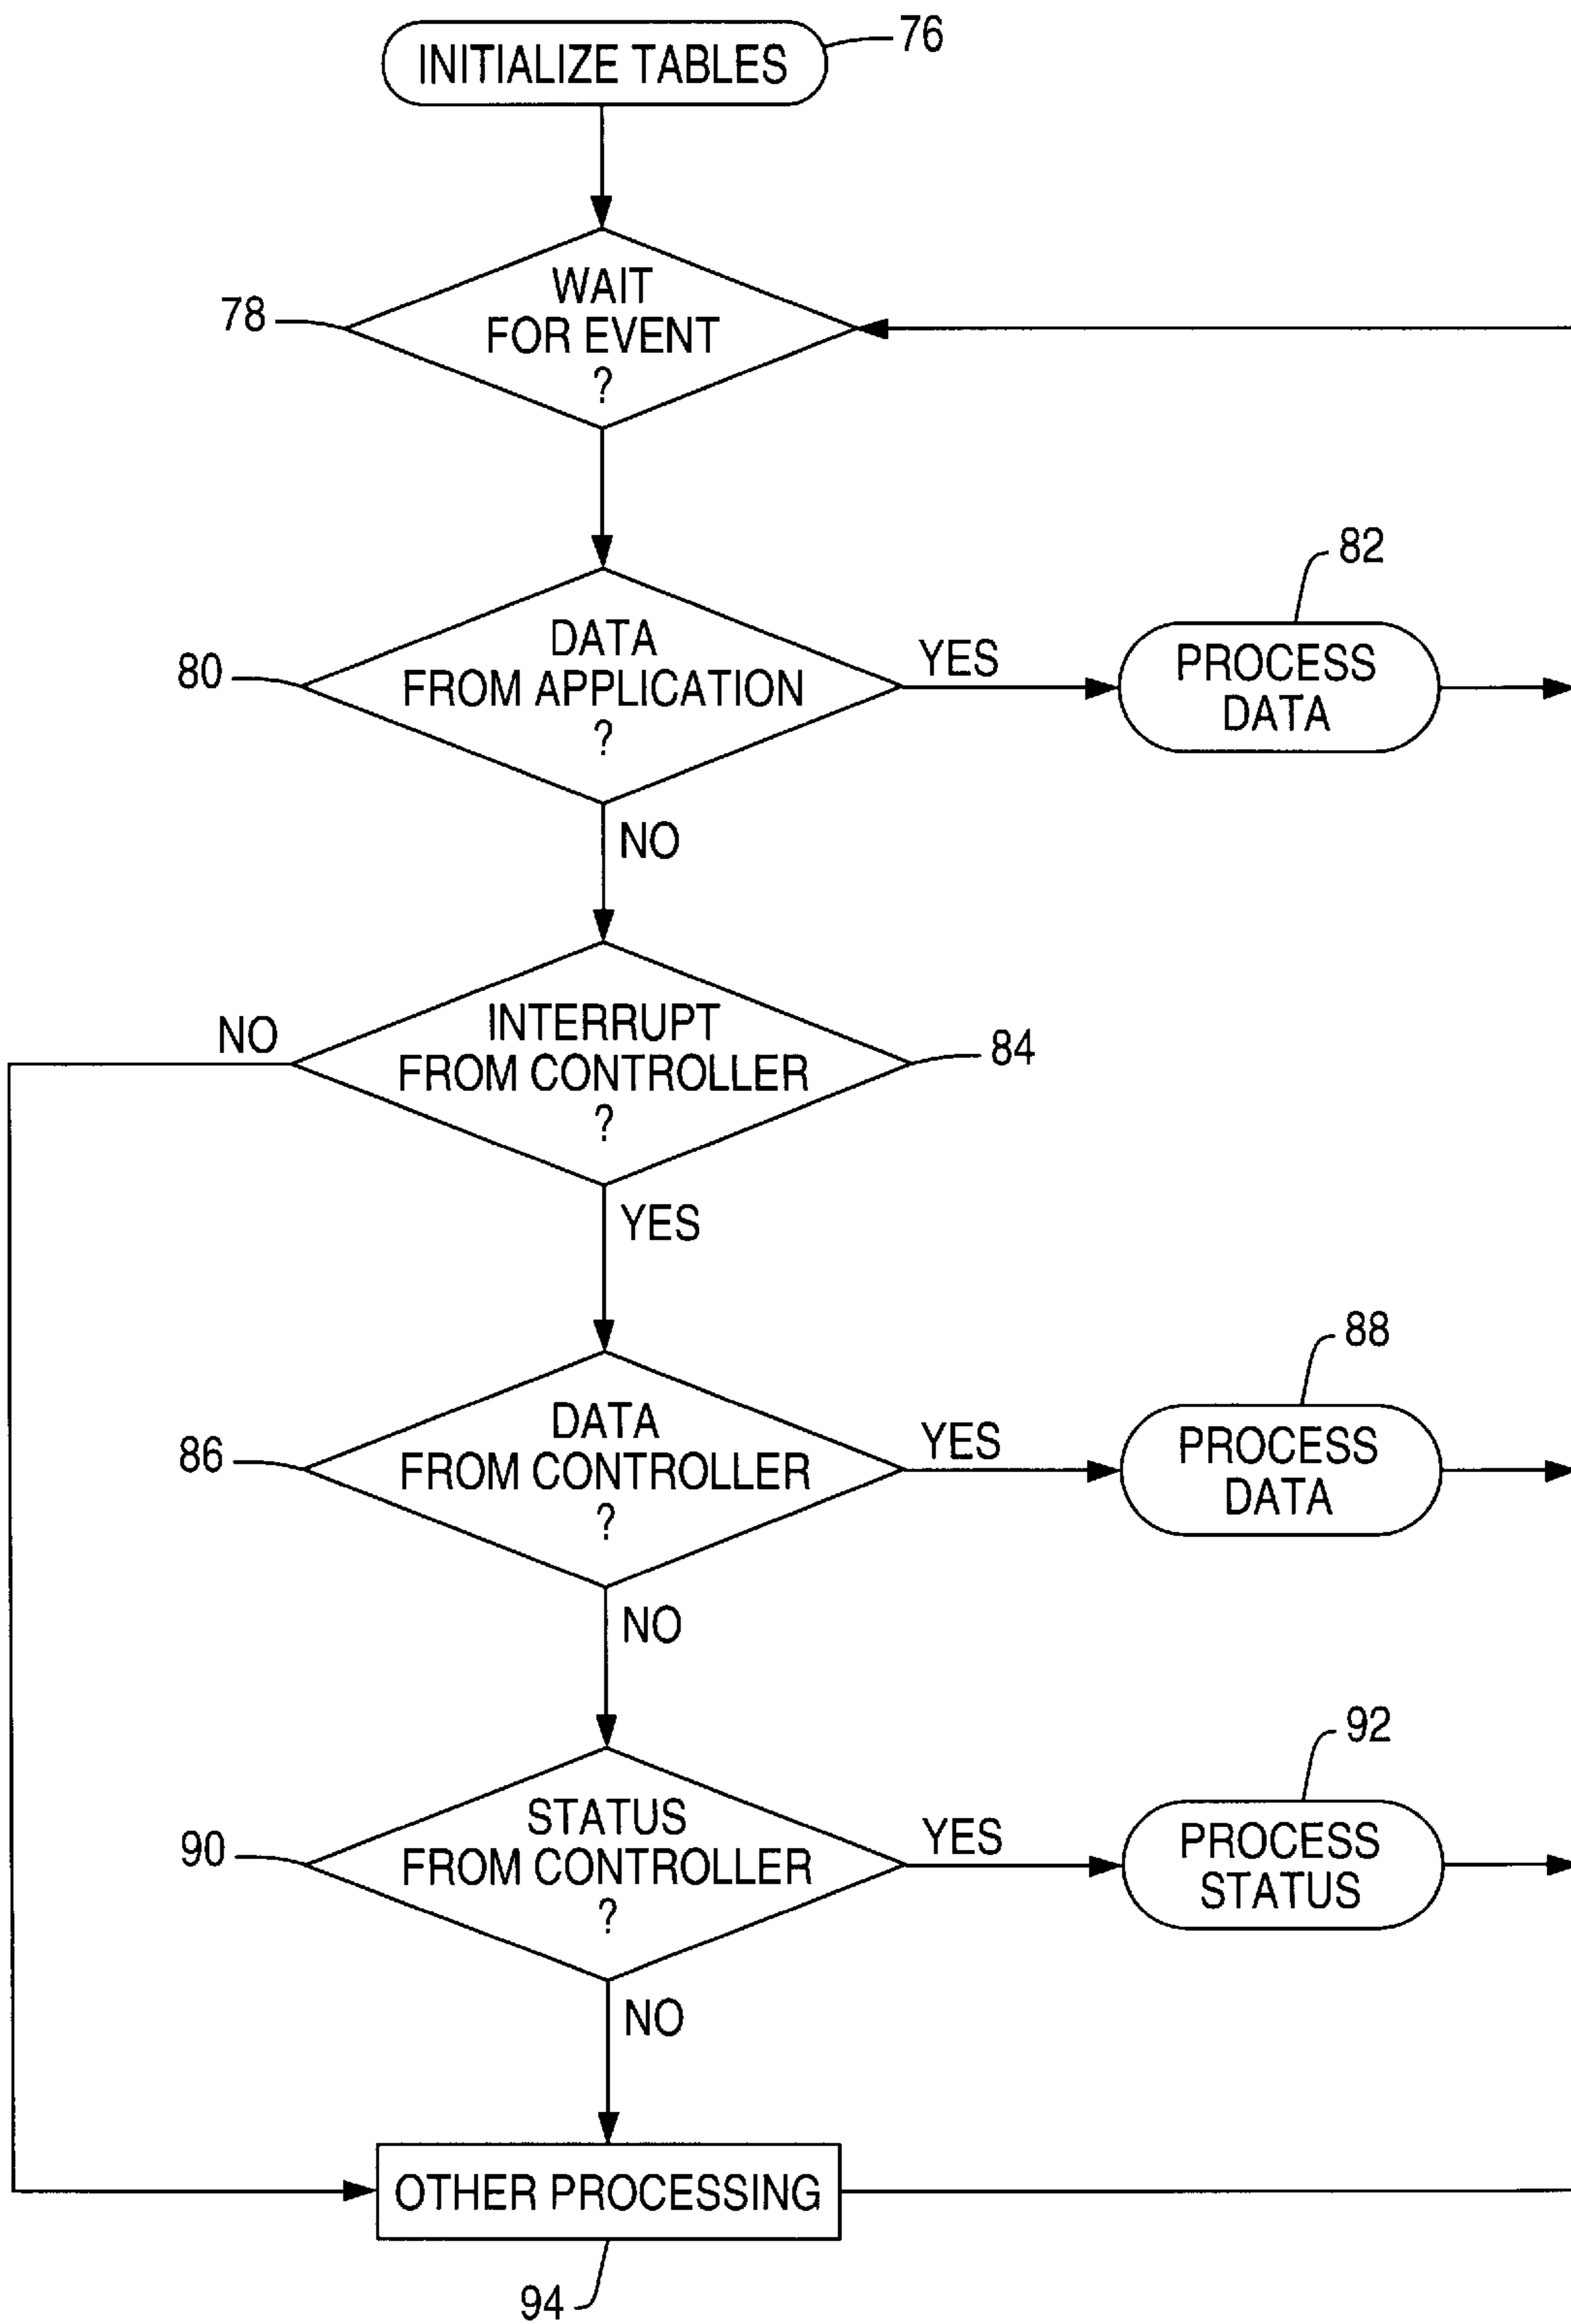 INITIALIZE TABLES
76
WAIT
FOR EVENT
?
78
DATA
FROM APPLICATION
?
80
YES
PROCESS
DATA
82
NO
INTERRUPT
FROM CONTROLLER
?
NO
84
YES
DATA
FROM CONTROLLER
?
86
YES
PROCESS
DATA
88
NO
STATUS
FROM CONTROLLER
?
90
YES
PROCESS
STATUS
92
NO
OTHER PROCESSING
94